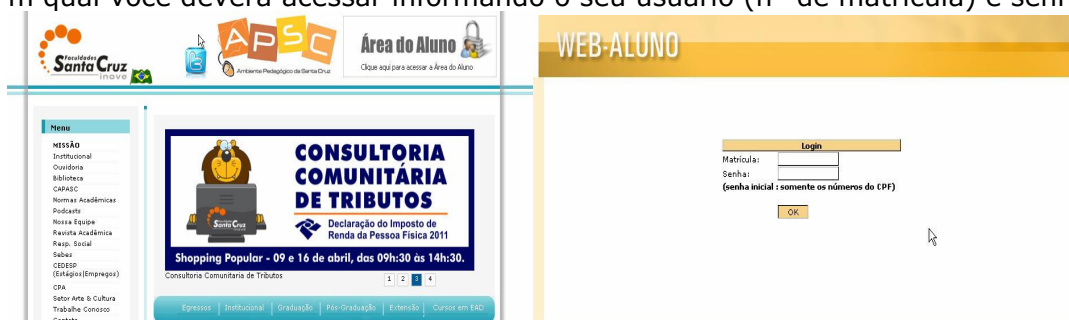 m qual você deverá acessar informando o seu usuário (nº de matrícula) e senh
Faculdades
Santa Cruz
inove
APSC
Ambiente Pedagógico da Santa Cruz
Área do Aluno
Clique aqui para acessar a Área do Aluno
Menu
MISSÃO
Institucional
Ouvidoria
Biblioteca
CAPASC
Normas Acadêmicas
Podcasts
Nossa Equipe
Revista Acadêmica
Resp. Social
Sebes
CEDESP
(Estágios|Empregos)
CPA
Setor Arte & Cultura
Trabalhe Conosco
Contato
CONSULTORIA
COMUNITÁRIA
DE TRIBUTOS
Santa Cruz
Declaração do Imposto de
Renda da Pessoa Física 2011
Shopping Popular - 09 e 16 de abril, das 09h:30 às 14h:30.
Consultoria Comunitaria de Tributos
1 2 3 4
Egressos | Institucional | Graduação | Pós-Graduação | Extensão | Cursos em EAD
WEB-ALUNO
Login
Matrícula:
Senha:
(senha inicial : somente os números do CPF)
OK